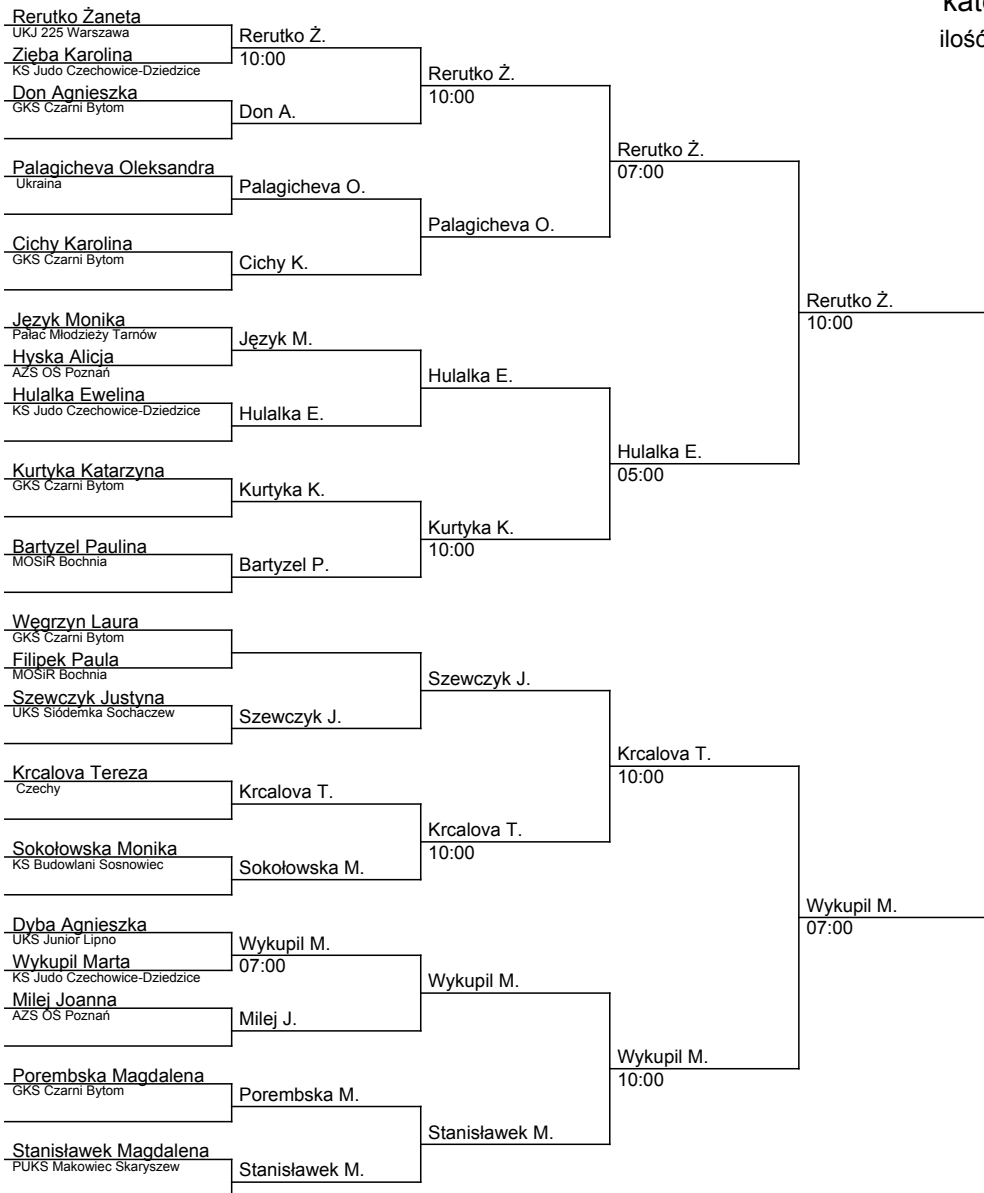 kat
ilość
Rerutko Żaneta
UKJ 225 Warszawa
Zięba Karolina
KS Judo Czechowice-Dziedzice
Don Agnieszka
GKS Czarni Bytom
Palagicheva Oleksandra
Ukraina
Cichy Karolina
GKS Czarni Bytom
Język Monika
Pałac Młodzieży Tarnów
Hyska Alicja
AZS OŚ Poznań
Hulalka Ewelina
KS Judo Czechowice-Dziedzice
Kurtyka Katarzyna
GKS Czarni Bytom
Bartyzel Paulina
MOSiR Bochnia
Węgrzyn Laura
GKS Czarni Bytom
Filipek Paula
MOSiR Bochnia
Szewczyk Justyna
UKS Siódemka Sochaczew
Krcalova Tereza
Czechy
Sokołowska Monika
KS Budowlani Sosnowiec
Dyba Agnieszka
UKS Junior Lipno
Wykupil Marta
KS Judo Czechowice-Dziedzice
Milej Joanna
AZS OŚ Poznań
Porembska Magdalena
GKS Czarni Bytom
Stanisławek Magdalena
PUKS Makowiec Skaryszew
Rerutko Ż.
10:00
Don A.
Palagicheva O.
Cichy K.
Język M.
Hulalka E.
Kurtyka K.
Bartyzel P.
Szewczyk J.
Krcalova T.
Sokołowska M.
Wykupil M.
07:00
Milej J.
Porembska M.
Stanisławek M.
Rerutko Ż.
10:00
Palagicheva O.
Hulalka E.
Kurtyka K.
10:00
Szewczyk J.
Krcalova T.
10:00
Wykupil M.
Stanisławek M.
Rerutko Ż.
07:00
Hulalka E.
05:00
Krcalova T.
10:00
Wykupil M.
10:00
Rerutko Ż.
10:00
Wykupil M.
07:00